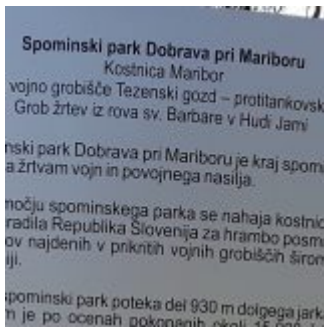 Spominski park Dobrava pri Mariboru
Kostnica Maribor
vojno grobišče Tezenski gozd – protitankovsk
Grob žrtev iz rova sv. Barbare v Hudi Jami
nski park Dobrava pri Mariboru je kraj spomi
a žrtvam vojn in povojnega nasilja.
močju spominskega parka se nahaja kostnic
radila Republika Slovenija za hrambo posm
ov najdenih v prikritih vojnih grobiščih širom
iji.
spominski park poteka del 930 m dolgega jark
m je po ocenah pokopanih okoli